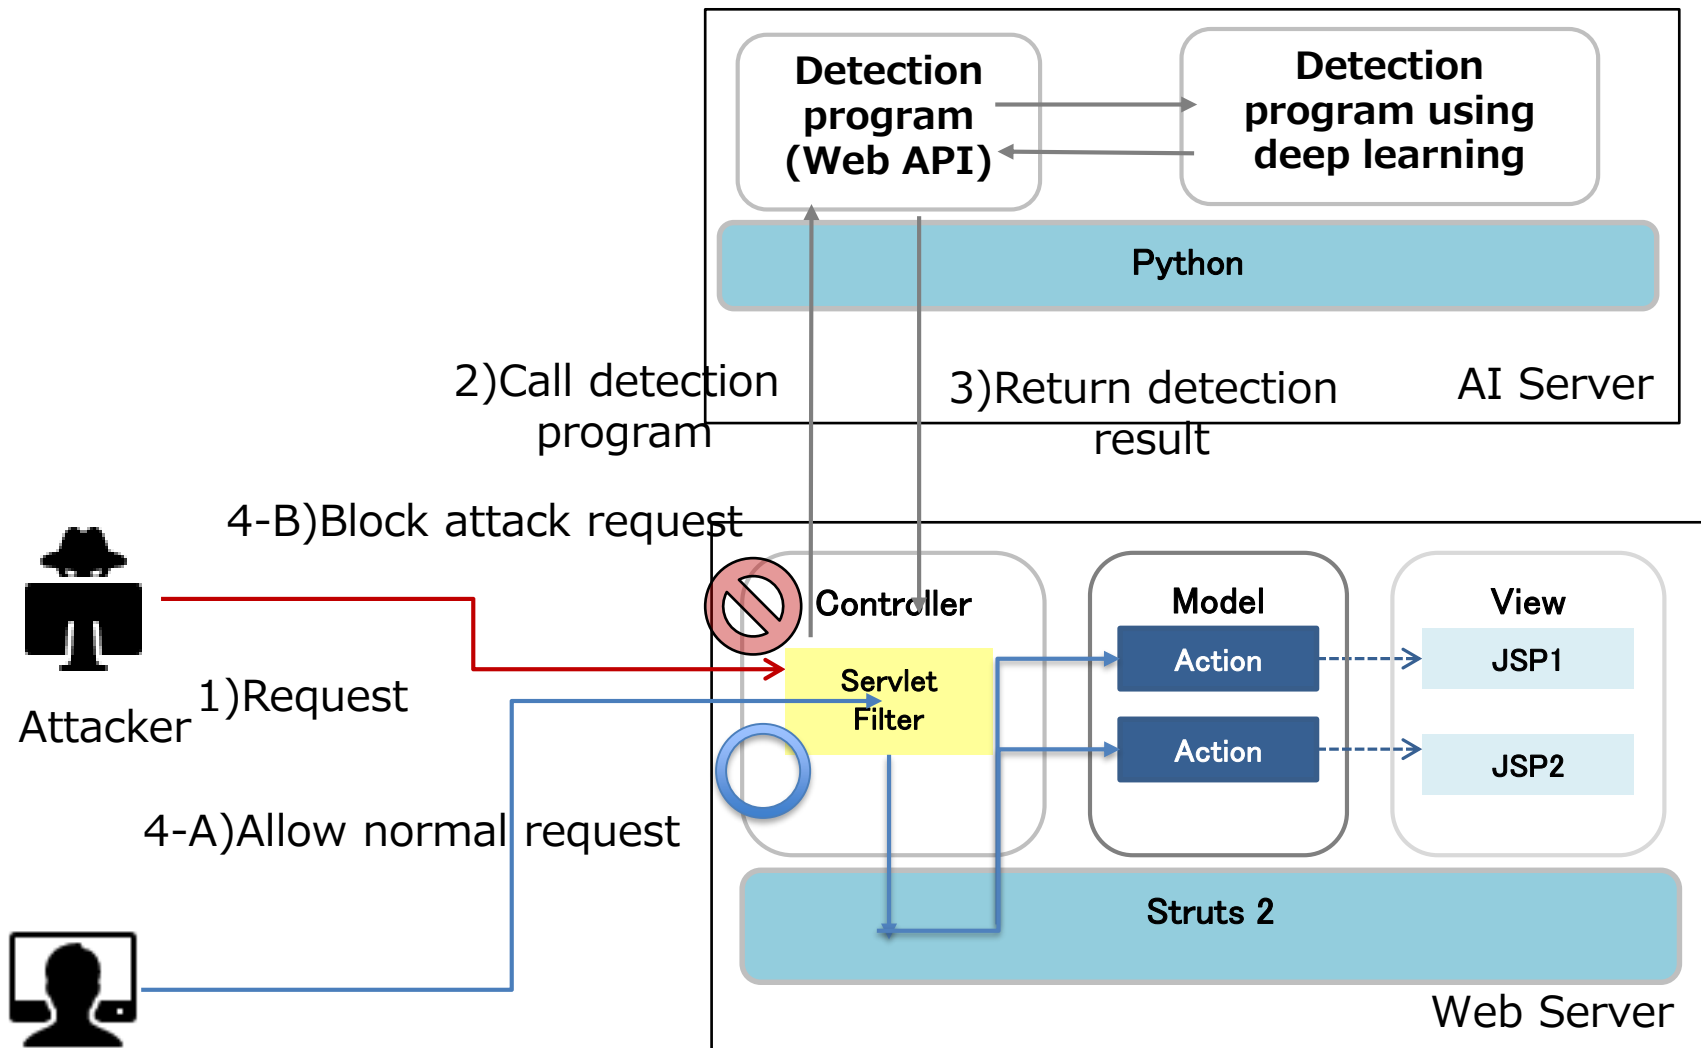 Detection
program
(Web API)
Detection
program using
deep learning
Python
2)Call detection
program
3)Return detection
result
AI Server
4-B)Block attack request
Controller
Model
View
Servlet
Filter
Action
JSP1
1)Request
Attacker
Action
JSP2
4-A)Allow normal request
Struts 2
Web Server